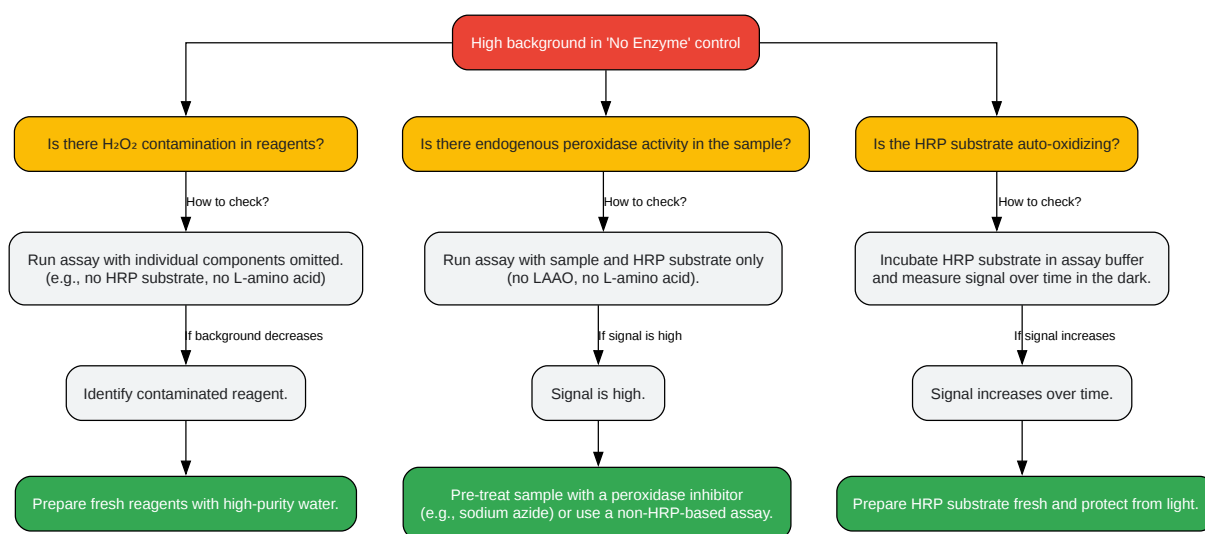 High background in 'No Enzyme' control
Is there H₂O₂ contamination in reagents?
Is there endogenous peroxidase activity in the sample?
Is the HRP substrate auto-oxidizing?
How to check?
How to check?
How to check?
Run assay with individual components omitted.
(e.g., no HRP substrate, no L-amino acid)
Run assay with sample and HRP substrate only
(no LAAO, no L-amino acid).
Incubate HRP substrate in assay buffer
and measure signal over time in the dark.
If background decreases
If signal is high
If signal increases
Identify contaminated reagent.
Signal is high.
Signal increases over time.
Prepare fresh reagents with high-purity water.
Pre-treat sample with a peroxidase inhibitor
(e.g., sodium azide) or use a non-HRP-based assay.
Prepare HRP substrate fresh and protect from light.